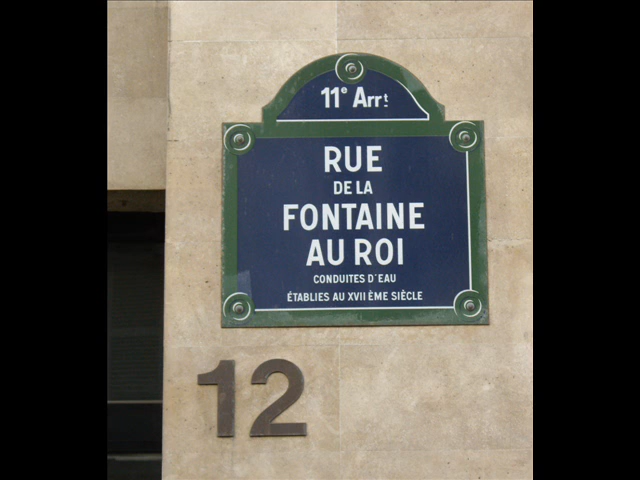 11e Arrt
RUE
DE LA
FONTAINE
AU ROI
CONDUITES D'EAU
ÉTABLIES AU XVII ÈME SIÈCLE
12